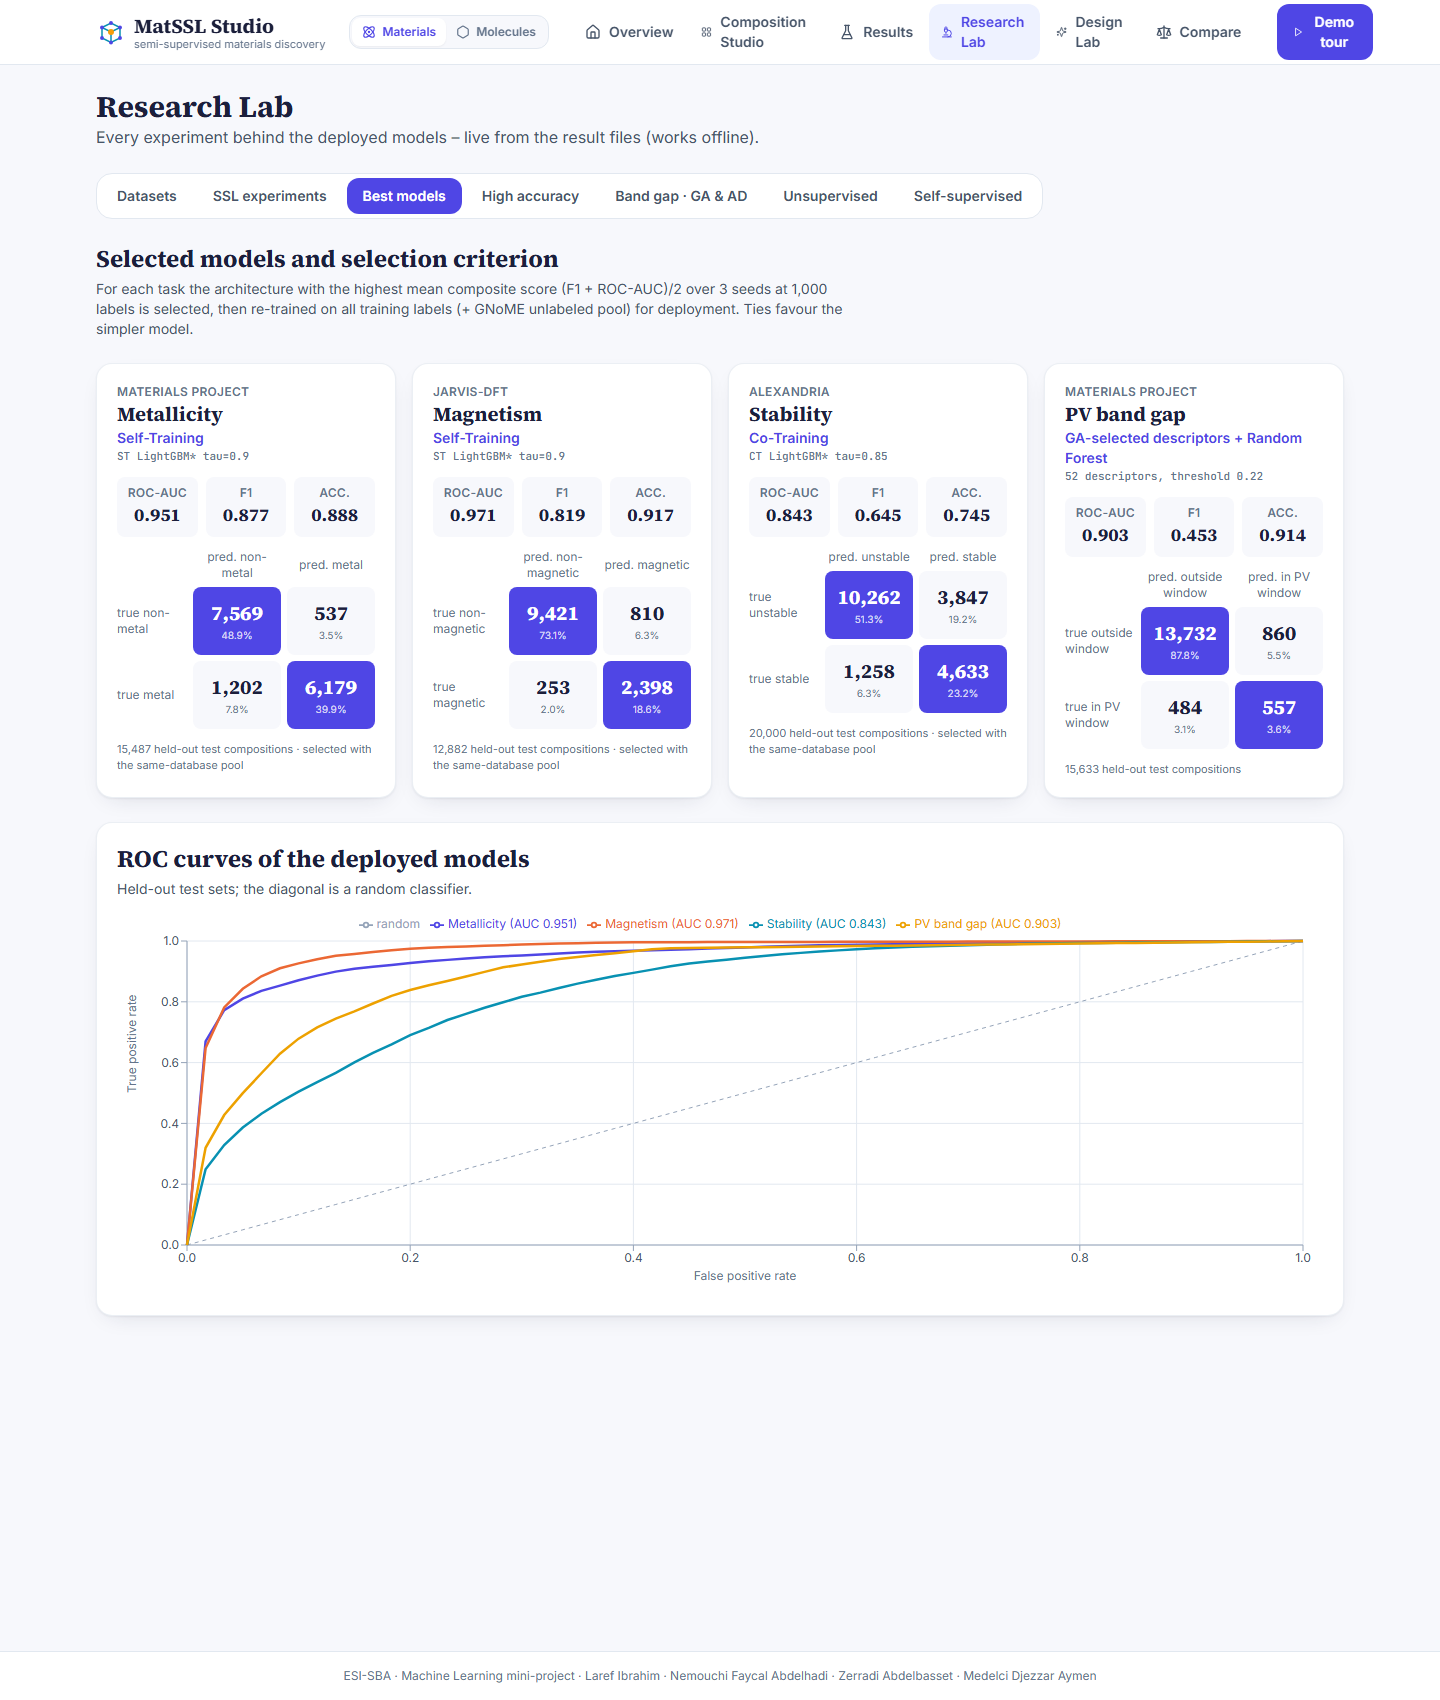 MatSSL Studio
semi-supervised materials discovery
Materials
Molecules
Overview
Composition Studio
Results
Research Lab
Design Lab
Compare
Demo tour
Research Lab
Every experiment behind the deployed models – live from the result files (works offline).
Datasets
SSL experiments
Best models
High accuracy
Band gap · GA & AD
Unsupervised
Self-supervised
Selected models and selection criterion
For each task the architecture with the highest mean composite score (F1 + ROC-AUC)/2 over 3 seeds at 1,000
labels is selected, then re-trained on all training labels (+ GNoME unlabeled pool) for deployment. Ties favour the
simpler model.
MATERIALS PROJECT
Metallicity
Self-Training
ST LightGBM* tau=0.9
ROC-AUC
0.951
F1
0.877
ACC.
0.888
pred. non-
metal
pred. metal
true non-
metal
7,569
48.9%
537
3.5%
true metal
1,202
7.8%
6,179
39.9%
15,487 held-out test compositions · selected with
the same-database pool
JARVIS-DFT
Magnetism
Self-Training
ST LightGBM* tau=0.9
ROC-AUC
0.971
F1
0.819
ACC.
0.917
pred. non-
magnetic
pred. magnetic
true non-
magnetic
9,421
73.1%
810
6.3%
true
magnetic
253
2.0%
2,398
18.6%
12,882 held-out test compositions · selected with
the same-database pool
ALEXANDRIA
Stability
Co-Training
CT LightGBM* tau=0.85
ROC-AUC
0.843
F1
0.645
ACC.
0.745
pred. unstable
pred. stable
true
unstable
10,262
51.3%
3,847
19.2%
true stable
1,258
6.3%
4,633
23.2%
20,000 held-out test compositions · selected with
the same-database pool
MATERIALS PROJECT
PV band gap
GA-selected descriptors + Random
Forest
52 descriptors, threshold 0.22
ROC-AUC
0.903
F1
0.453
ACC.
0.914
pred. outside
window
pred. in PV
window
true outside
window
13,732
87.8%
860
5.5%
true in PV
window
484
3.1%
557
3.6%
15,633 held-out test compositions
ROC curves of the deployed models
Held-out test sets; the diagonal is a random classifier.
random
Metallicity (AUC 0.951)
Magnetism (AUC 0.971)
Stability (AUC 0.843)
PV band gap (AUC 0.903)
True positive rate
1.0
0.8
0.6
0.4
0.2
0.0
0.0 0.2 0.4 0.6 0.8 1.0
False positive rate
ESI-SBA · Machine Learning mini-project · Laref Ibrahim · Nemouchi Faycal Abdelhadi · Zerradi Abdelbasset · Medelci Djezzar Aymen